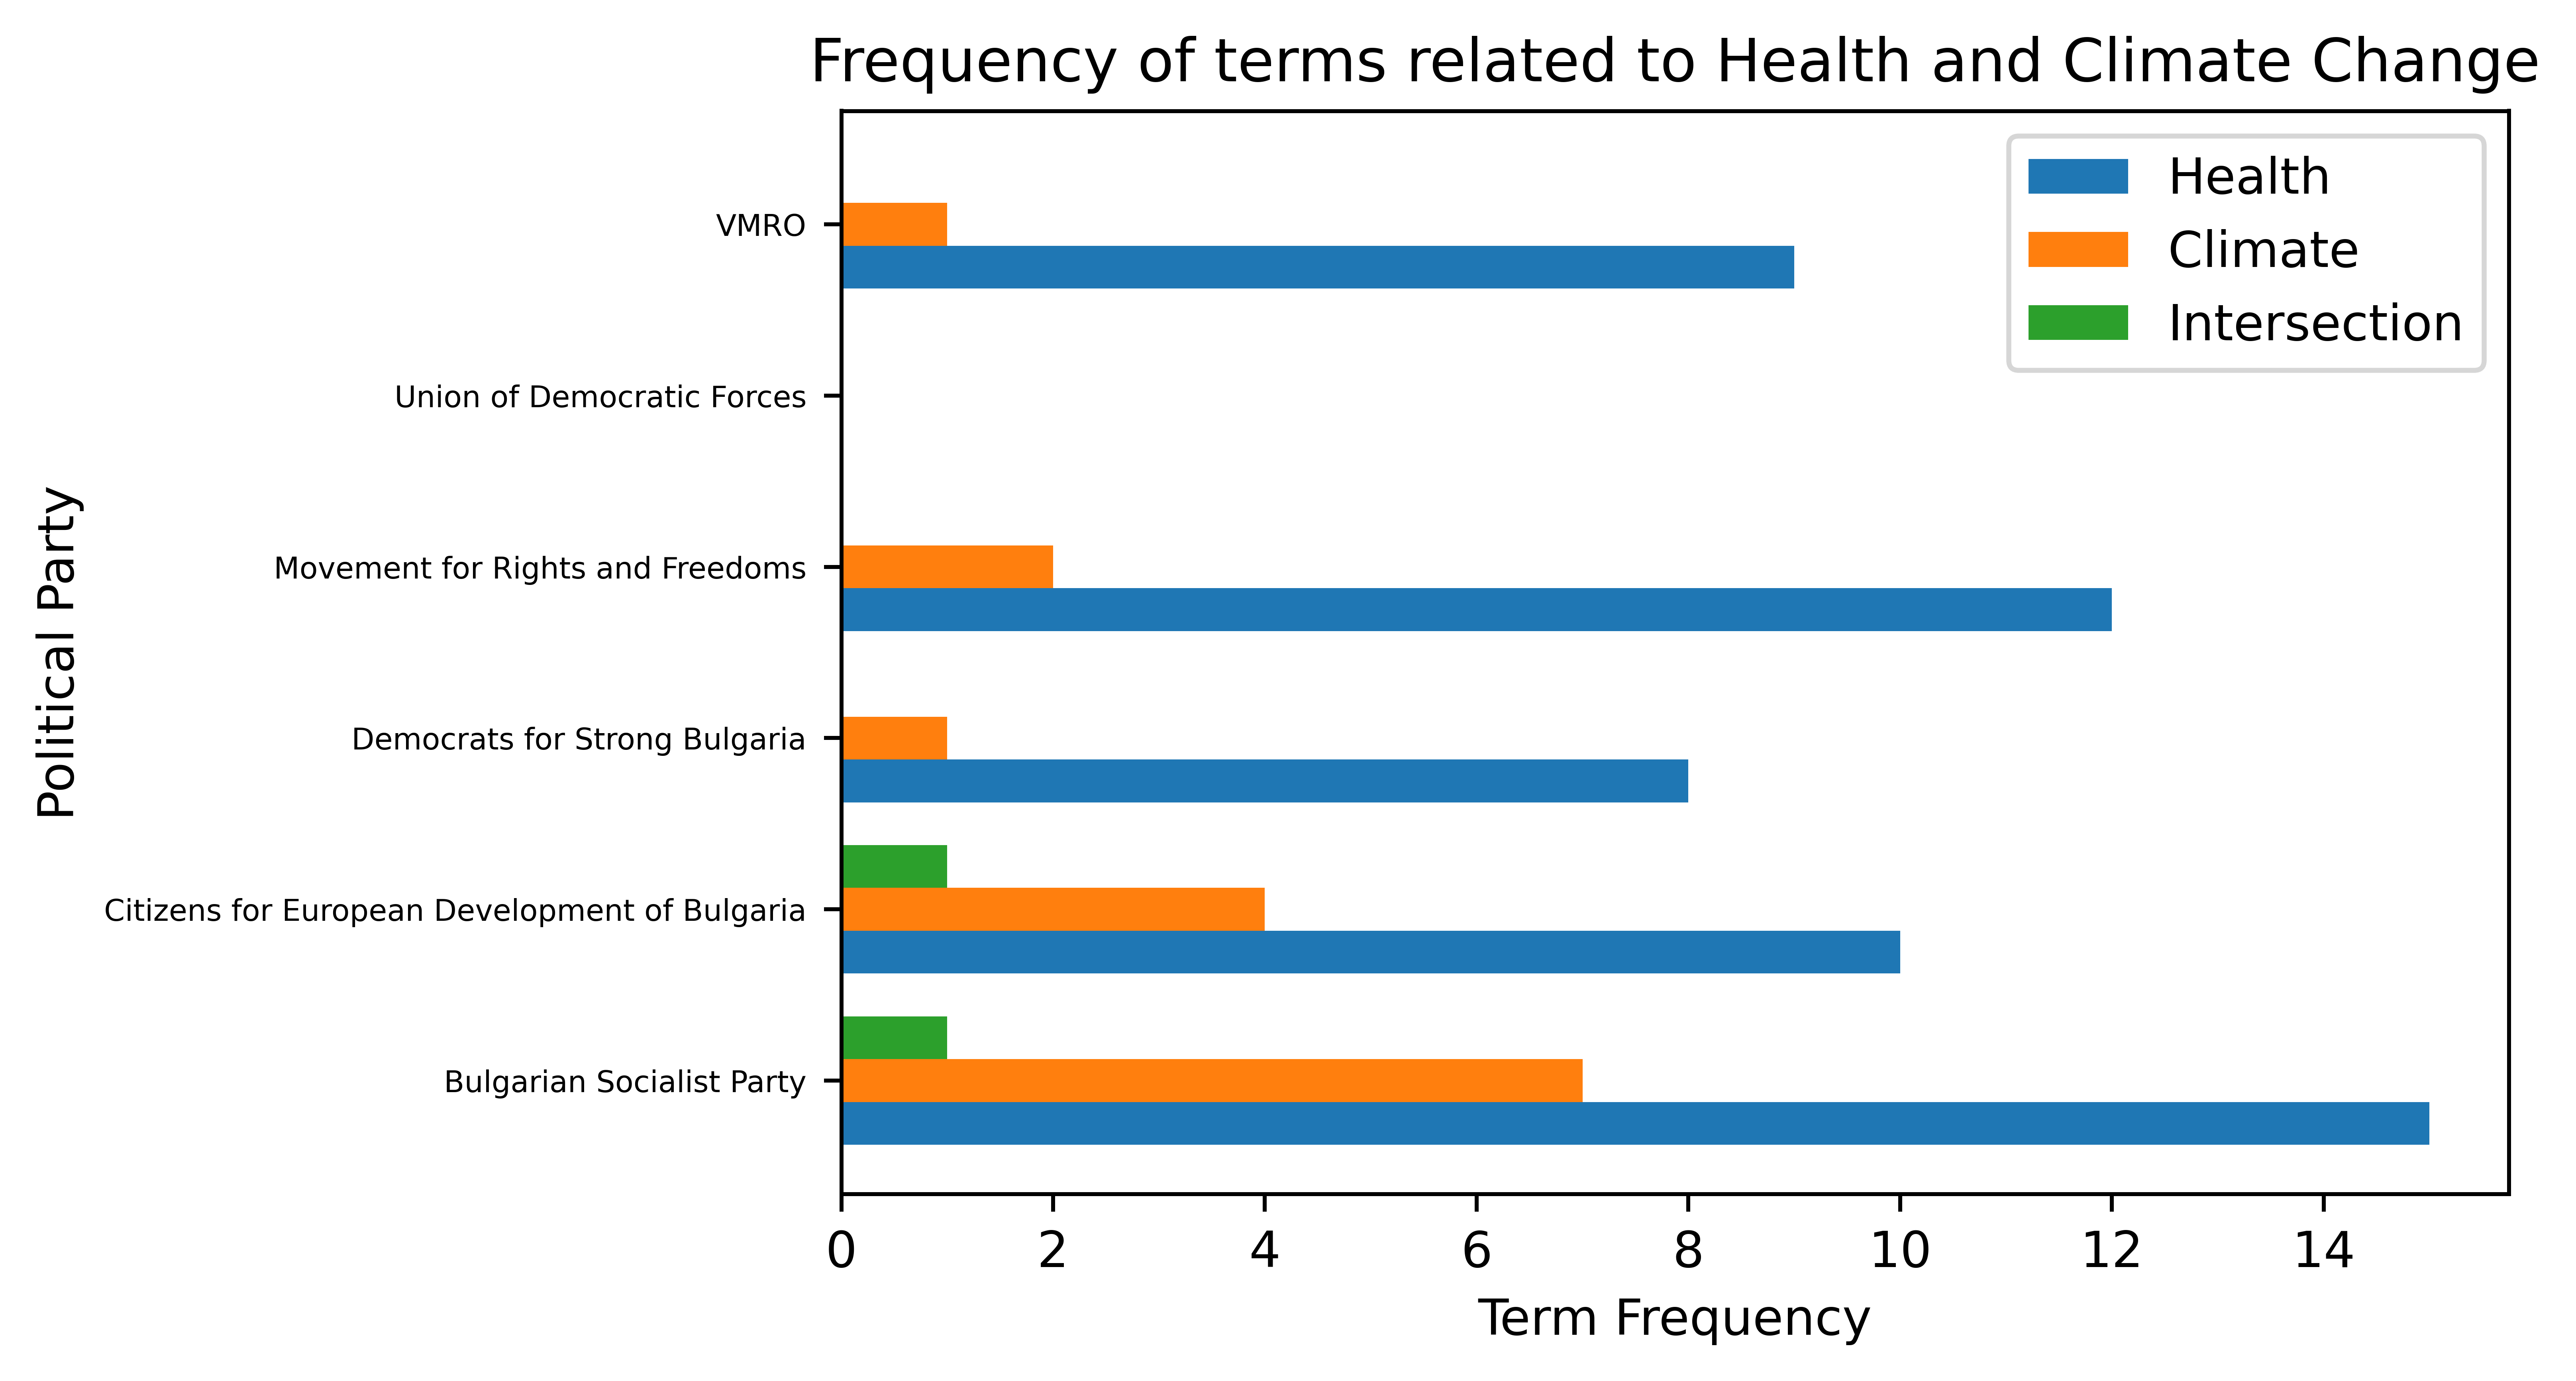 Frequency of terms related to Health and Climate Change
Health
Climate
Intersection
Political Party
VMRO
Union of Democratic Forces
Movement for Rights and Freedoms
Democrats for Strong Bulgaria
Citizens for European Development of Bulgaria
Bulgarian Socialist Party
0 2 4 6 8 10 12 14
Term Frequency